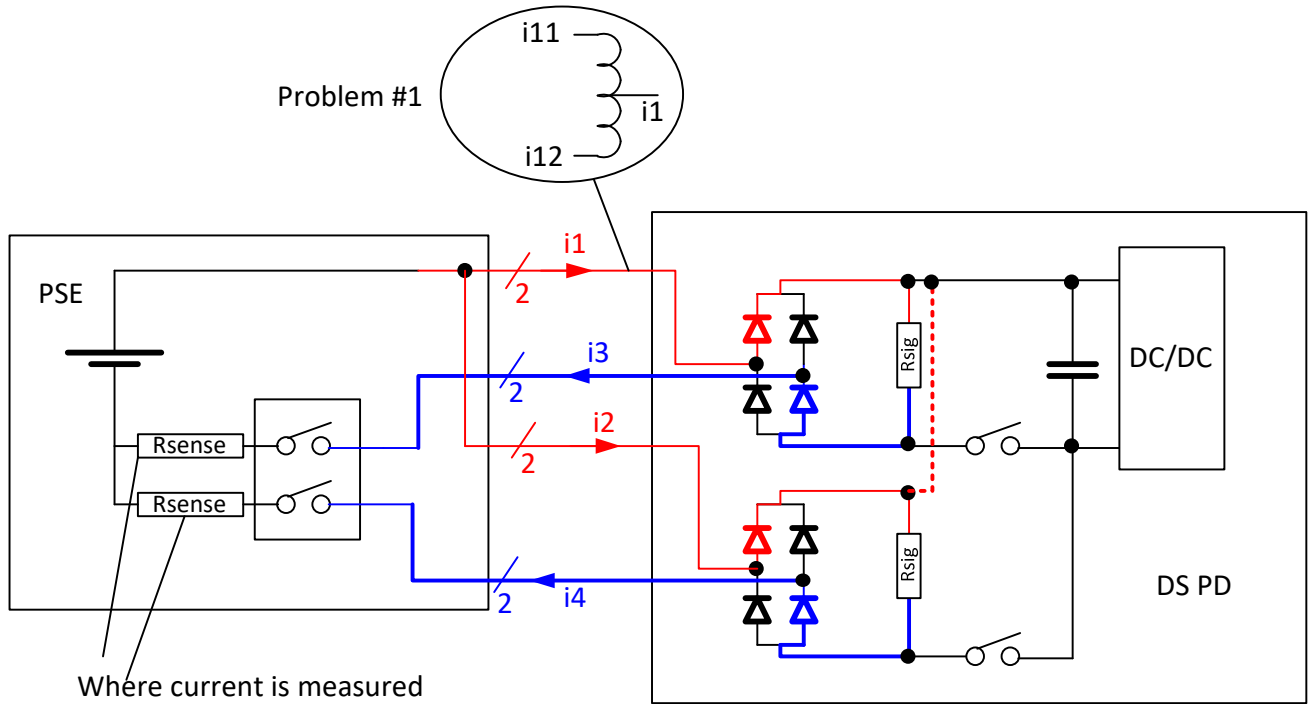 i11
Problem #1
i1
i12
i1
PSE
2
i3
DC/DC
Rsig
2
i2
Rsense
2
Rsense
Rsig
DS PD
2
i4
Where current is measured